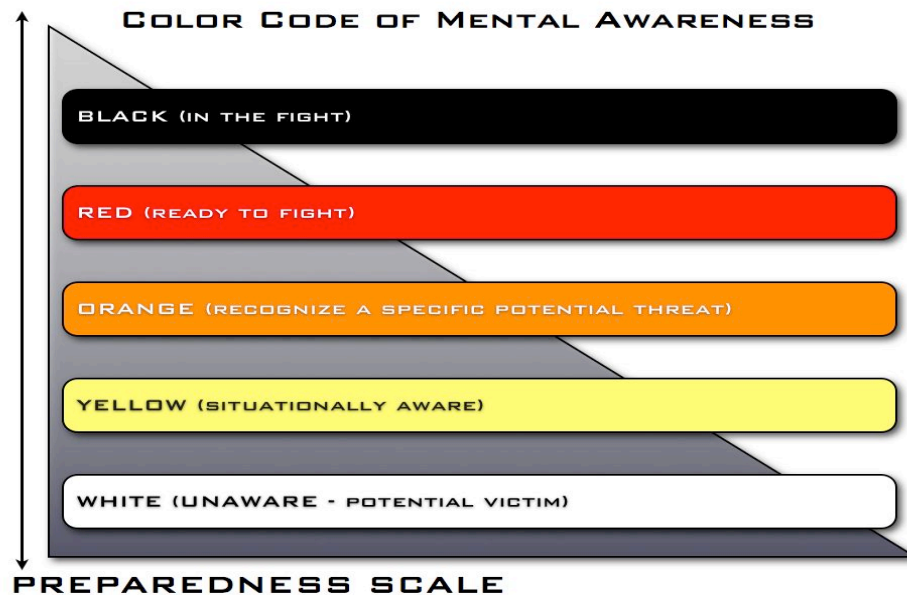 COLOR CODE OF MENTAL AWARENESS
BLACK (IN THE FIGHT)
RED (READY TO FIGHT)
ORANGE (RECOGNIZE A SPECIFIC POTENTIAL THREAT)
YELLOW (SITUATIONALLY AWARE)
WHITE (UNAWARE - POTENTIAL VICTIM)
PREPAREDNESS SCALE